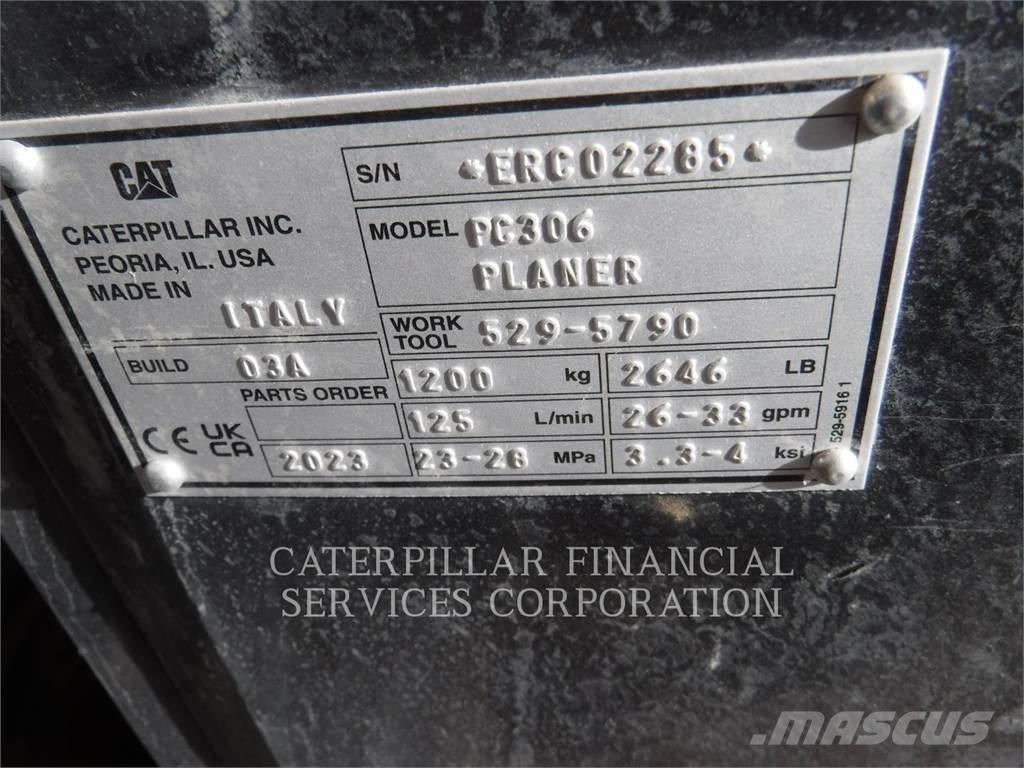 CAT
CATERPILLAR INC.
PEORIA, IL. USA
MADE IN
ITALY
BUILD 03A
PARTS ORDER
CE UK CA
2023
S/N *ERC02285*
MODEL PC306
PLANER
WORK TOOL 529-5790
1200 kg 2646 LB
125 L/min 26-33 gpm
23-28 MPa 3.3-4 ksi
529-5916 1
CATERPILLAR FINANCIAL
SERVICES CORPORATION
MASCUS